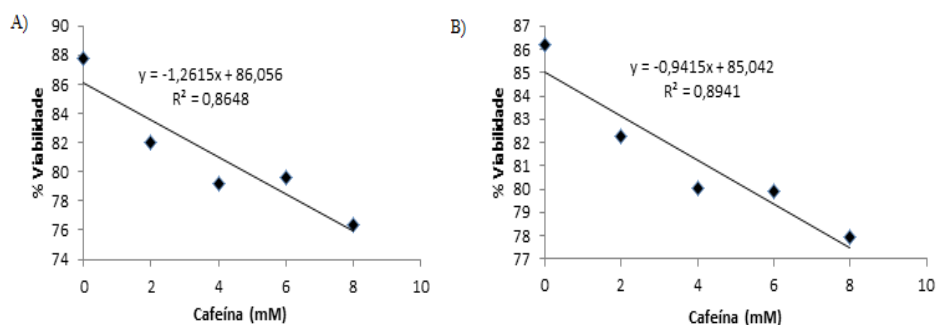 A)
90
88
86
84
82
80
78
76
74
% Viabilidade
y = -1,2615x + 86,056
R² = 0,8648
0 2 4 6 8 10
Cafeína (mM)
B)
87
86
85
84
83
82
81
80
79
78
77
% Viabilidade
y = -0,9415x + 85,042
R² = 0,8941
0 2 4 6 8 10
Cafeína (mM)